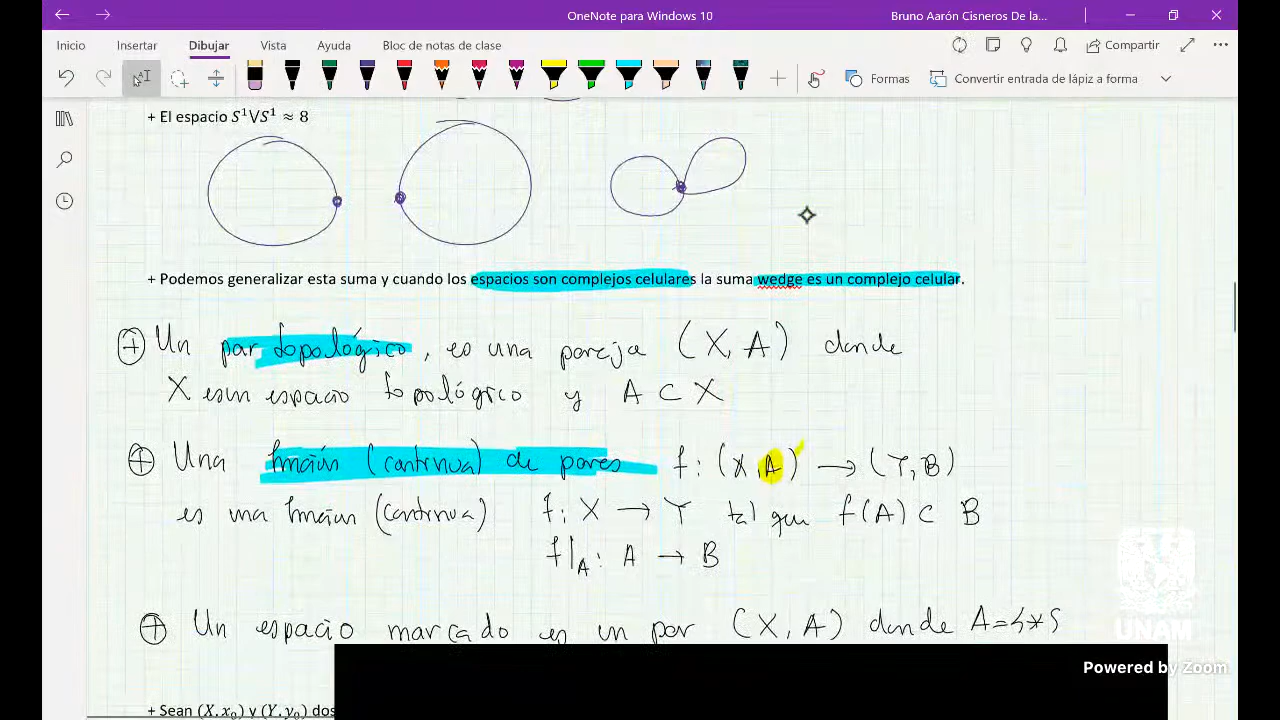 OneNote para Windows 10
Bruno Aarón Cisneros De la...
Inicio Insertar Dibujar Vista Ayuda Bloc de notas de clase Compartir
Formas Convertir entrada de lápiz a forma
+ El espacio S¹VS¹ ≈ 8
+ Podemos generalizar esta suma y cuando los espacios son complejos celulares la suma wedge es un complejo celular.
⊕ Un par topológico, es una pareja (X, A) donde
X es un espacio topológico y A ⊂ X
⊕ Una (continua) de pares f: (X, A) → (Y, B)
es una (continua) f: X → Y tal que f(A) ⊂ B
f|A: A → B
⊕ Un espacio marcado es un par (X, A) donde A={*}
+ Sean (X, x₀) y (Y, y₀) dos
UNAM
Powered by Zoom